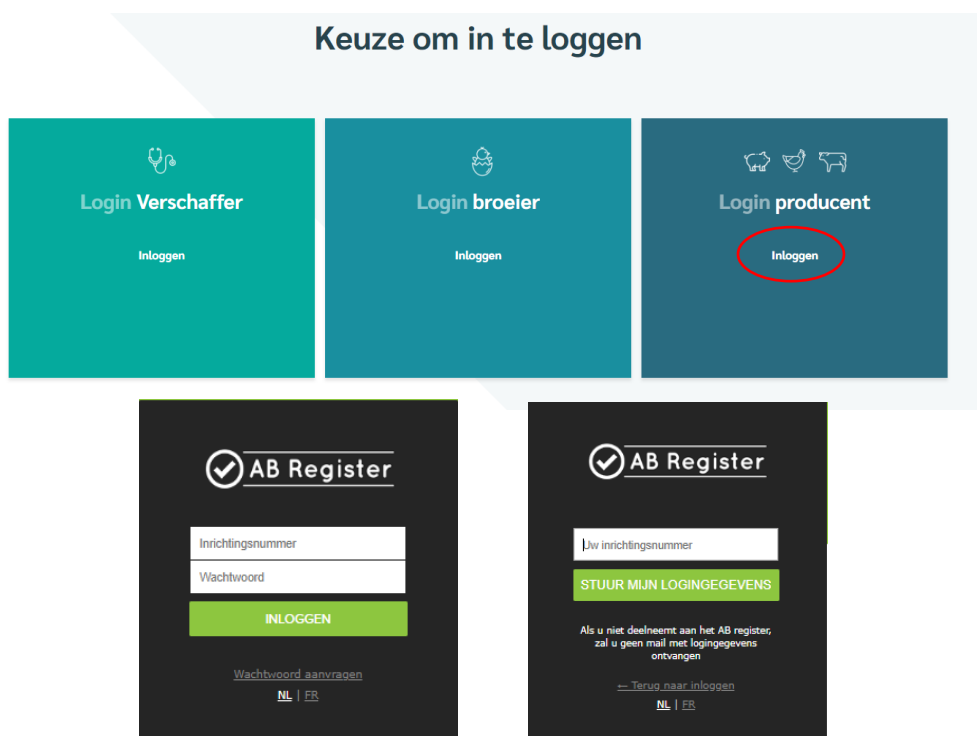 Keuze om in te loggen
Login Verschaffer
Inloggen
Login broeier
Inloggen
Login producent
Inloggen
AB Register
Inrichtingsnummer
Wachtwoord
INLOGGEN
Wachtwoord aanvragen
NL | FR
AB Register
Uw inrichtingsnummer
STUUR MIJN LOGINGEGEVENS
Als u niet deelneemt aan het AB register,
zal u geen mail met logingegevens
ontvangen
← Terug naar inloggen
NL | FR